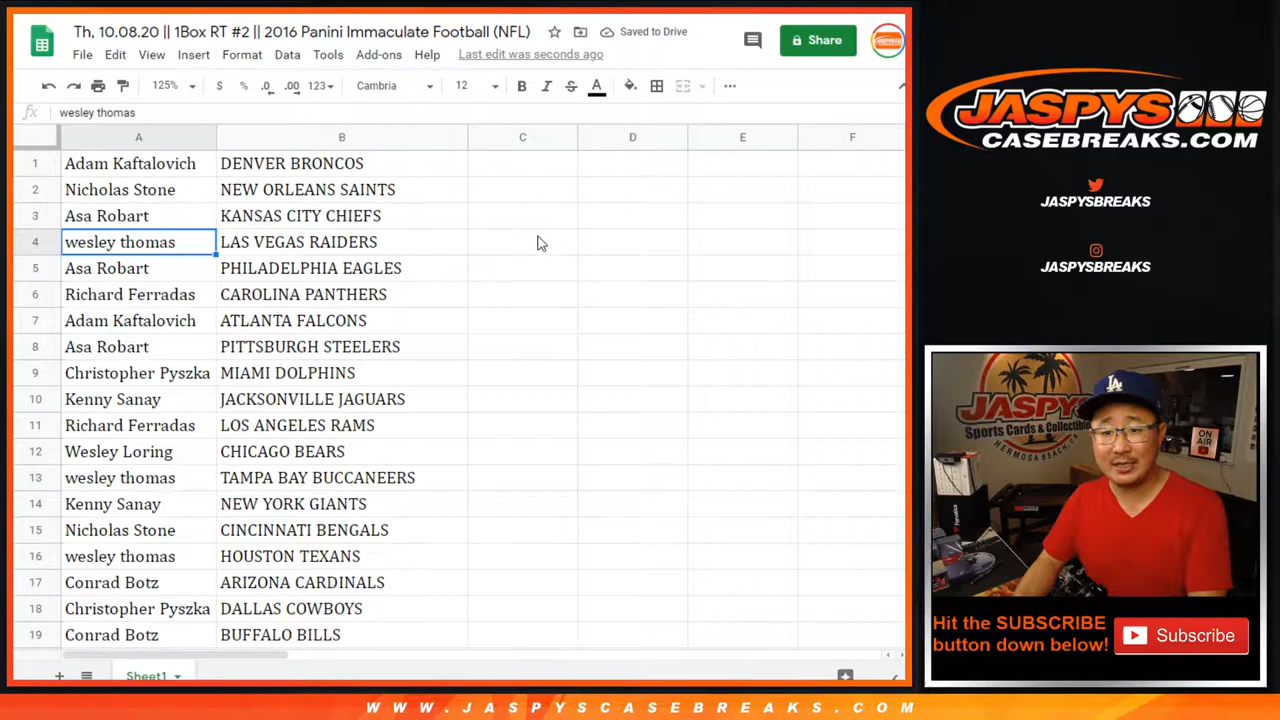 Th, 10.08.20 || 1Box RT #2 || 2016 Panini Immaculate Football (NFL)
Saved to Drive
Share
File Edit View Insert Format Data Tools Add-ons Help Last edit was seconds ago
125% $ % .0 .00 123 Cambria 12 B I S A
fx wesley thomas
A B C D E F
1 Adam Kaftalovich DENVER BRONCOS
2 Nicholas Stone NEW ORLEANS SAINTS
3 Asa Robart KANSAS CITY CHIEFS
4 wesley thomas LAS VEGAS RAIDERS
5 Asa Robart PHILADELPHIA EAGLES
6 Richard Ferradas CAROLINA PANTHERS
7 Adam Kaftalovich ATLANTA FALCONS
8 Asa Robart PITTSBURGH STEELERS
9 Christopher Pyszka MIAMI DOLPHINS
10 Kenny Sanay JACKSONVILLE JAGUARS
11 Richard Ferradas LOS ANGELES RAMS
12 Wesley Loring CHICAGO BEARS
13 wesley thomas TAMPA BAY BUCCANEERS
14 Kenny Sanay NEW YORK GIANTS
15 Nicholas Stone CINCINNATI BENGALS
16 wesley thomas HOUSTON TEXANS
17 Conrad Botz ARIZONA CARDINALS
18 Christopher Pyszka DALLAS COWBOYS
19 Conrad Botz BUFFALO BILLS
Sheet1
JASPYS
CASEBREAKS.COM
JASPYSBREAKS
JASPYSBREAKS
JASPYS
Sports Cards & Collectibles
HERMOSA BEACH, CA
ON AIR
LA
Fanatics
Hit the SUBSCRIBE
button down below!
Subscribe
WWW.JASPYSCASEBREAKS.COM